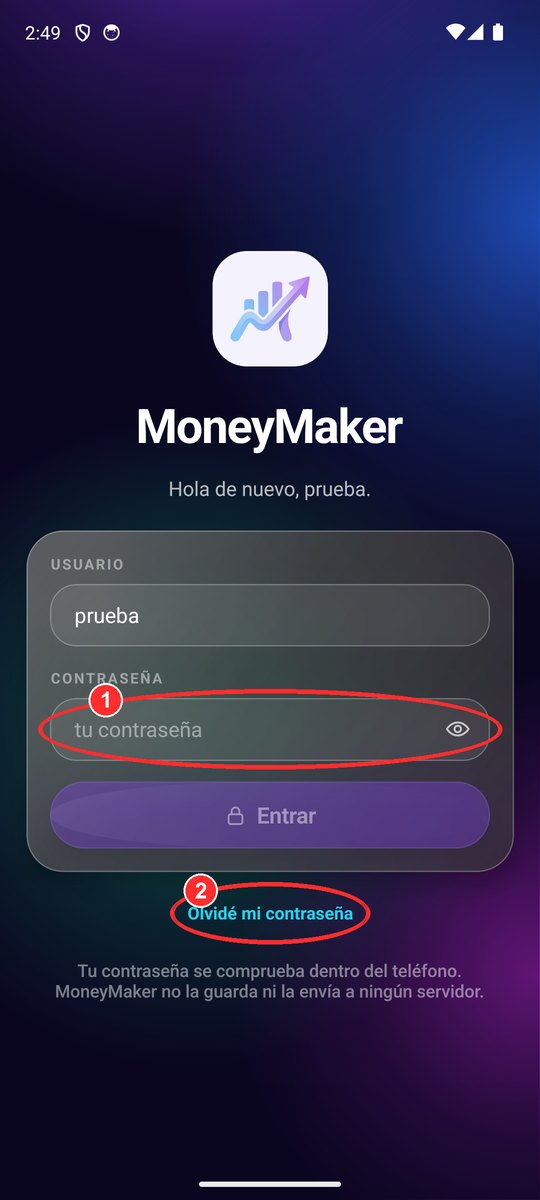 2:49
MoneyMaker
Hola de nuevo, prueba.
USUARIO
prueba
CONTRASEÑA
1
tu contraseña
Entrar
2
Olvidé mi contraseña
Tu contraseña se comprueba dentro del teléfono.
MoneyMaker no la guarda ni la envía a ningún servidor.